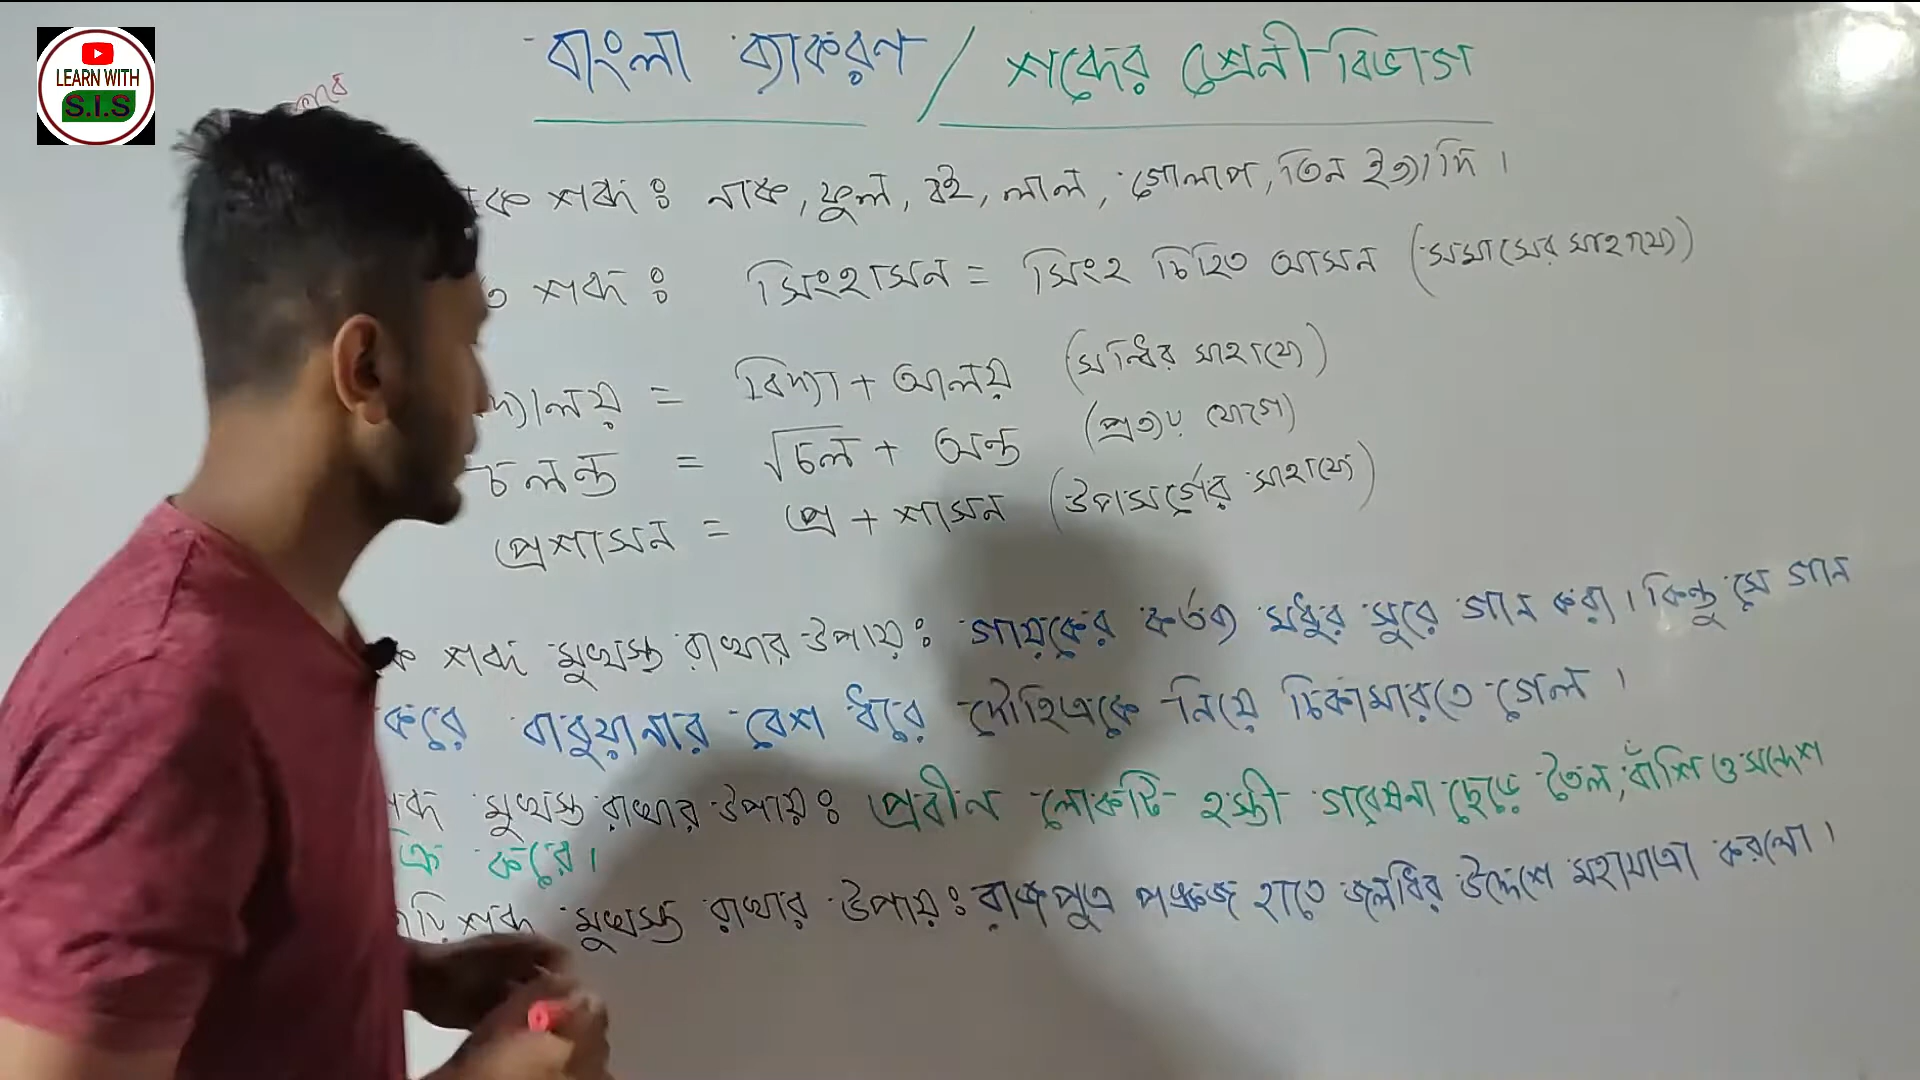 LEARN WITH
S.I.S
বাংলা ব্যাকরণ / শব্দের শ্রেনী বিভাগ
শব্দ ঃ নাক, ফুল, বই, লাল, গোলাপ, তিন ইত্যাদি ।
শব্দ ঃ সিংহাসন = সিংহ চিহ্নিত আসন (সমাসের সাহায্যে)
দ্যালয় = বিদ্যা + আলয় (সন্ধির সাহায্যে)
চলন্ত = √চল + অন্ত (প্রত্যয় যোগে)
প্রশাসন = প্র + শাসন (উপসর্গের সাহায্যে)
ক শব্দ মুখস্ত রাখার উপায় ঃ গায়কের কর্তব্য মধুর সুরে গান করা । কিন্তু সে গান
করে বাবুয়ানার বেশ ধরে দৌহিত্রকে নিয়ে চিকামারতে গেল ।
শব্দ মুখস্ত রাখার উপায় ঃ প্রবীন লোকটি হস্তী গবেষনা ছেড়ে তৈল, বাঁশি ও সন্দেশ
ক্রি করে ।
ঢ়ি শব্দ মুখস্ত রাখার উপায় ঃ রাজপুত্র পঙ্কজ হাতে জলধির উদ্দেশে মহাযাত্রা করলো ।